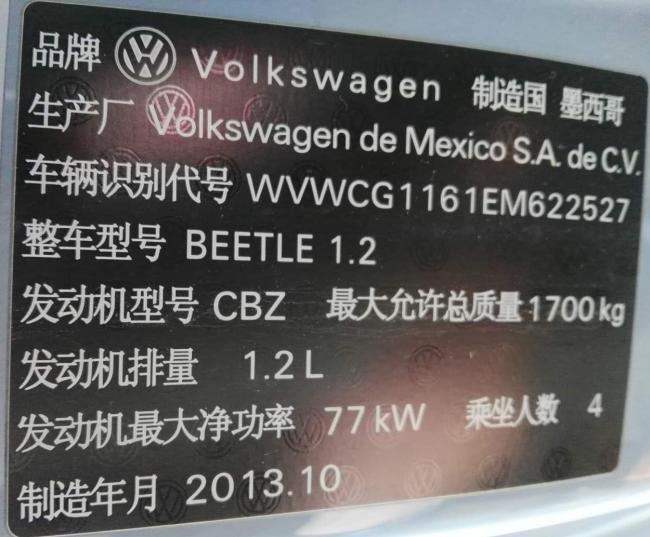 品牌 Volkswagen 制造国 墨西哥
生产厂 Volkswagen de Mexico S.A. de C.V.
车辆识别代号 WVWCG1161EM622527
整车型号 BEETLE 1.2
发动机型号 CBZ 最大允许总质量 1700 kg
发动机排量 1.2 L
发动机最大净功率 77 kW 乘坐人数 4
制造年月 2013.10